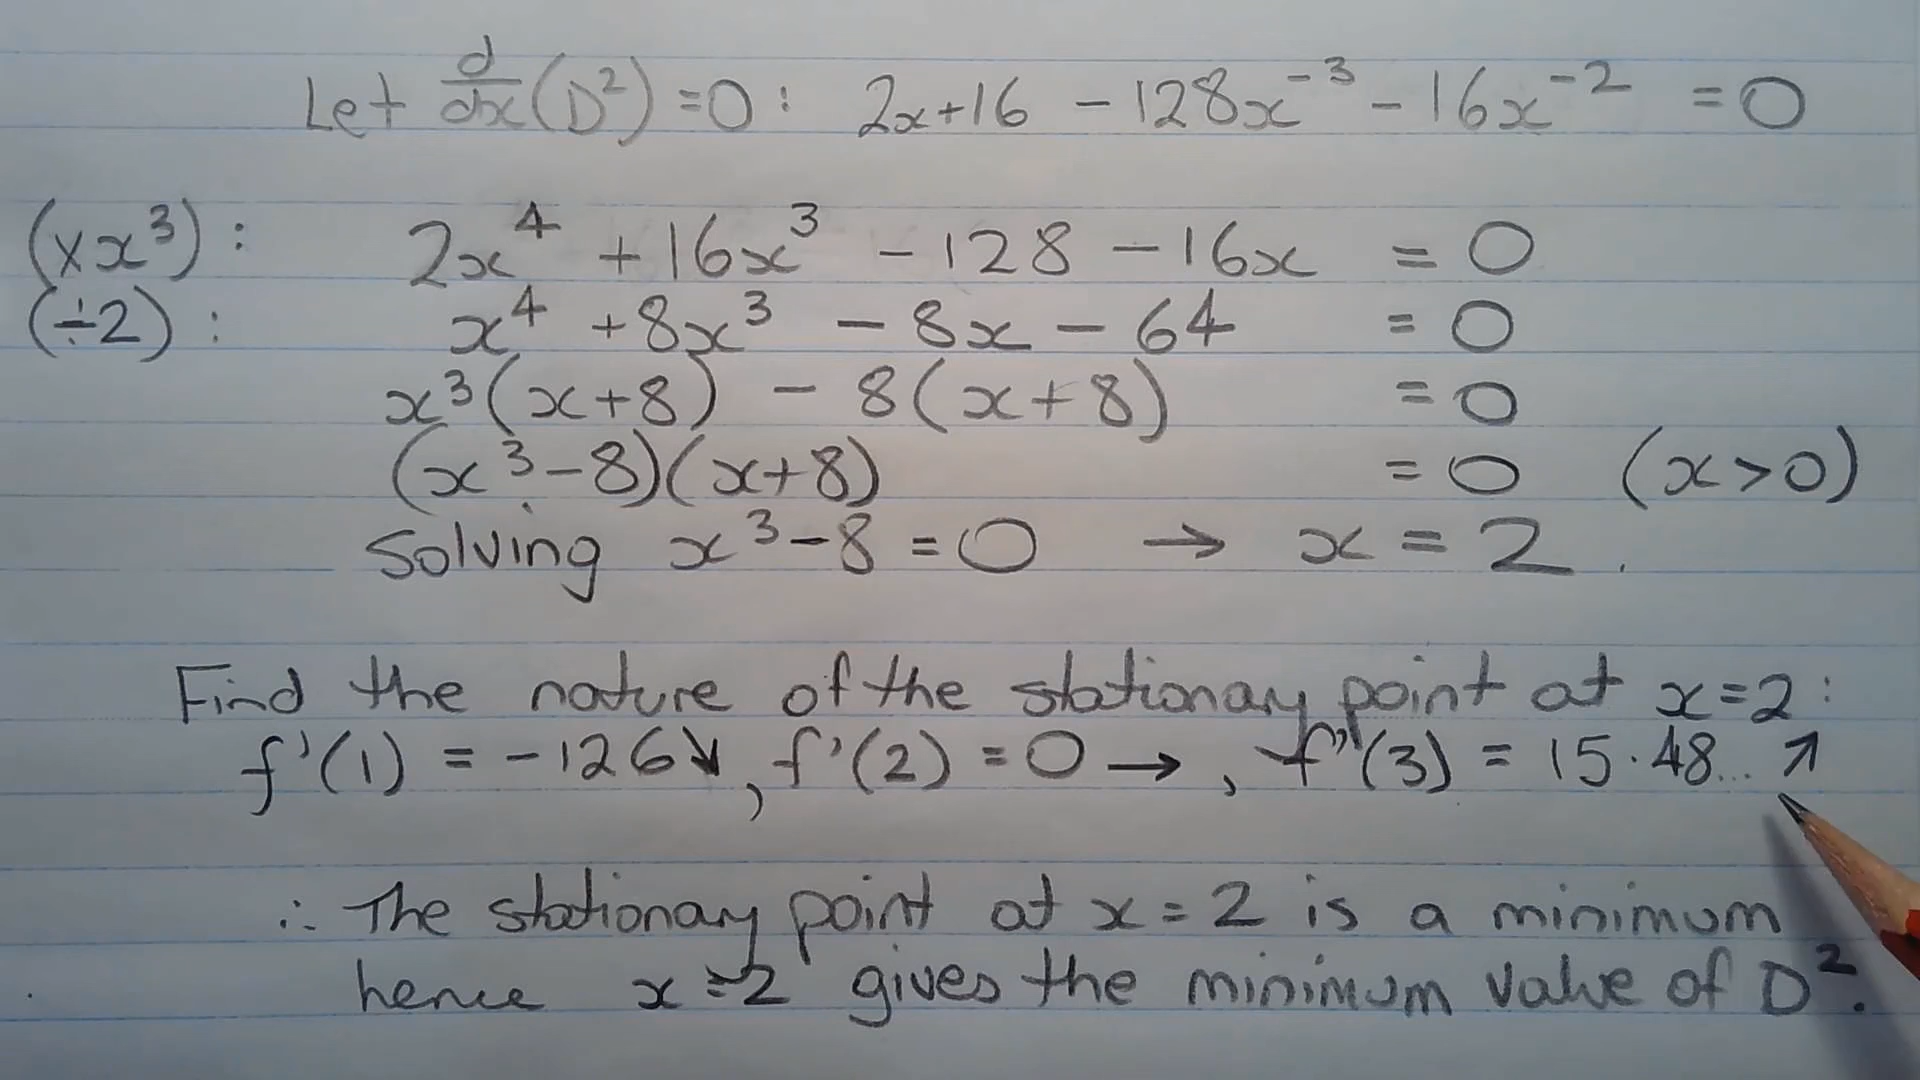 Let d/dx (D²) = 0 : 2x + 16 - 128x⁻³ - 16x⁻² = 0
(× x³) : 2x⁴ + 16x³ - 128 - 16x = 0
(÷2) : x⁴ + 8x³ - 8x - 64 = 0
x³(x+8) - 8(x+8) = 0
(x³-8)(x+8) = 0 (x>0)
Solving x³-8 = 0 → x = 2.
Find the nature of the stationary point at x=2:
f'(1) = -126 ↘, f'(2) = 0 →, f'(3) = 15.48... ↗
∴ The stationary point at x = 2 is a minimum
hence x = 2 gives the minimum value of D².